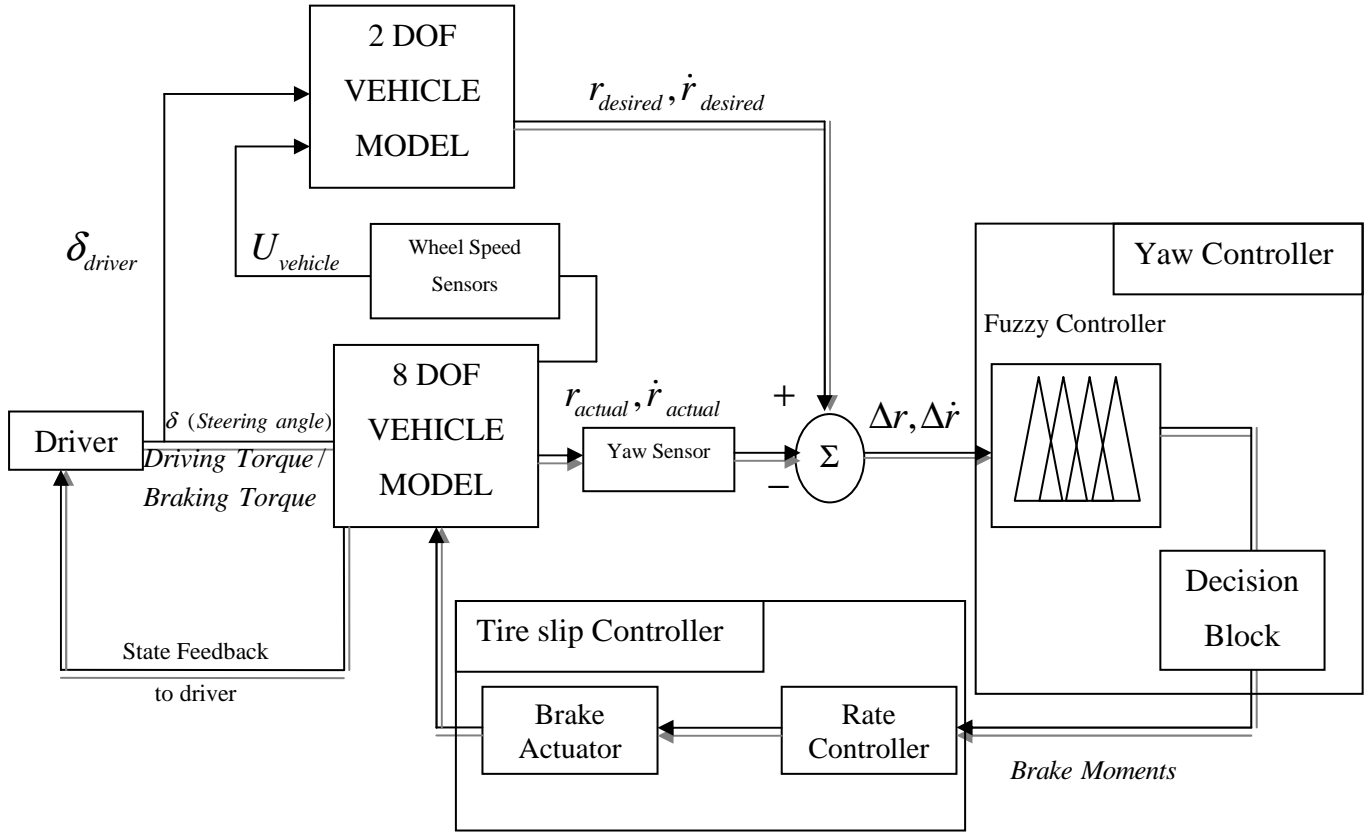 2 DOF
VEHICLE
MODEL
r_desired, ṙ_desired
δ_driver
U_vehicle
Wheel Speed
Sensors
Yaw Controller
Fuzzy Controller
8 DOF
VEHICLE
MODEL
r_actual, ṙ_actual
+
Δr, Δṙ
Driver
δ (Steering angle)
Driving Torque /
Braking Torque
Yaw Sensor
Σ
−
Decision
Block
Tire slip Controller
State Feedback
to driver
Brake
Actuator
Rate
Controller
Brake Moments